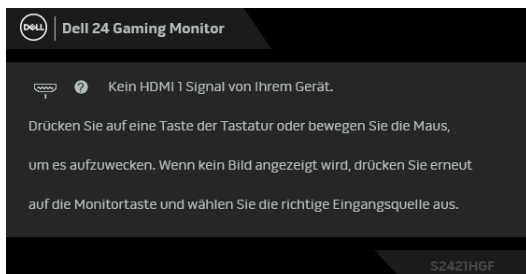 DELL
Dell 24 Gaming Monitor
Kein HDMI 1 Signal von Ihrem Gerät.
Drücken Sie auf eine Taste der Tastatur oder bewegen Sie die Maus,
um es aufzuwecken. Wenn kein Bild angezeigt wird, drücken Sie erneut
auf die Monitortaste und wählen Sie die richtige Eingangsquelle aus.
S2421HGF